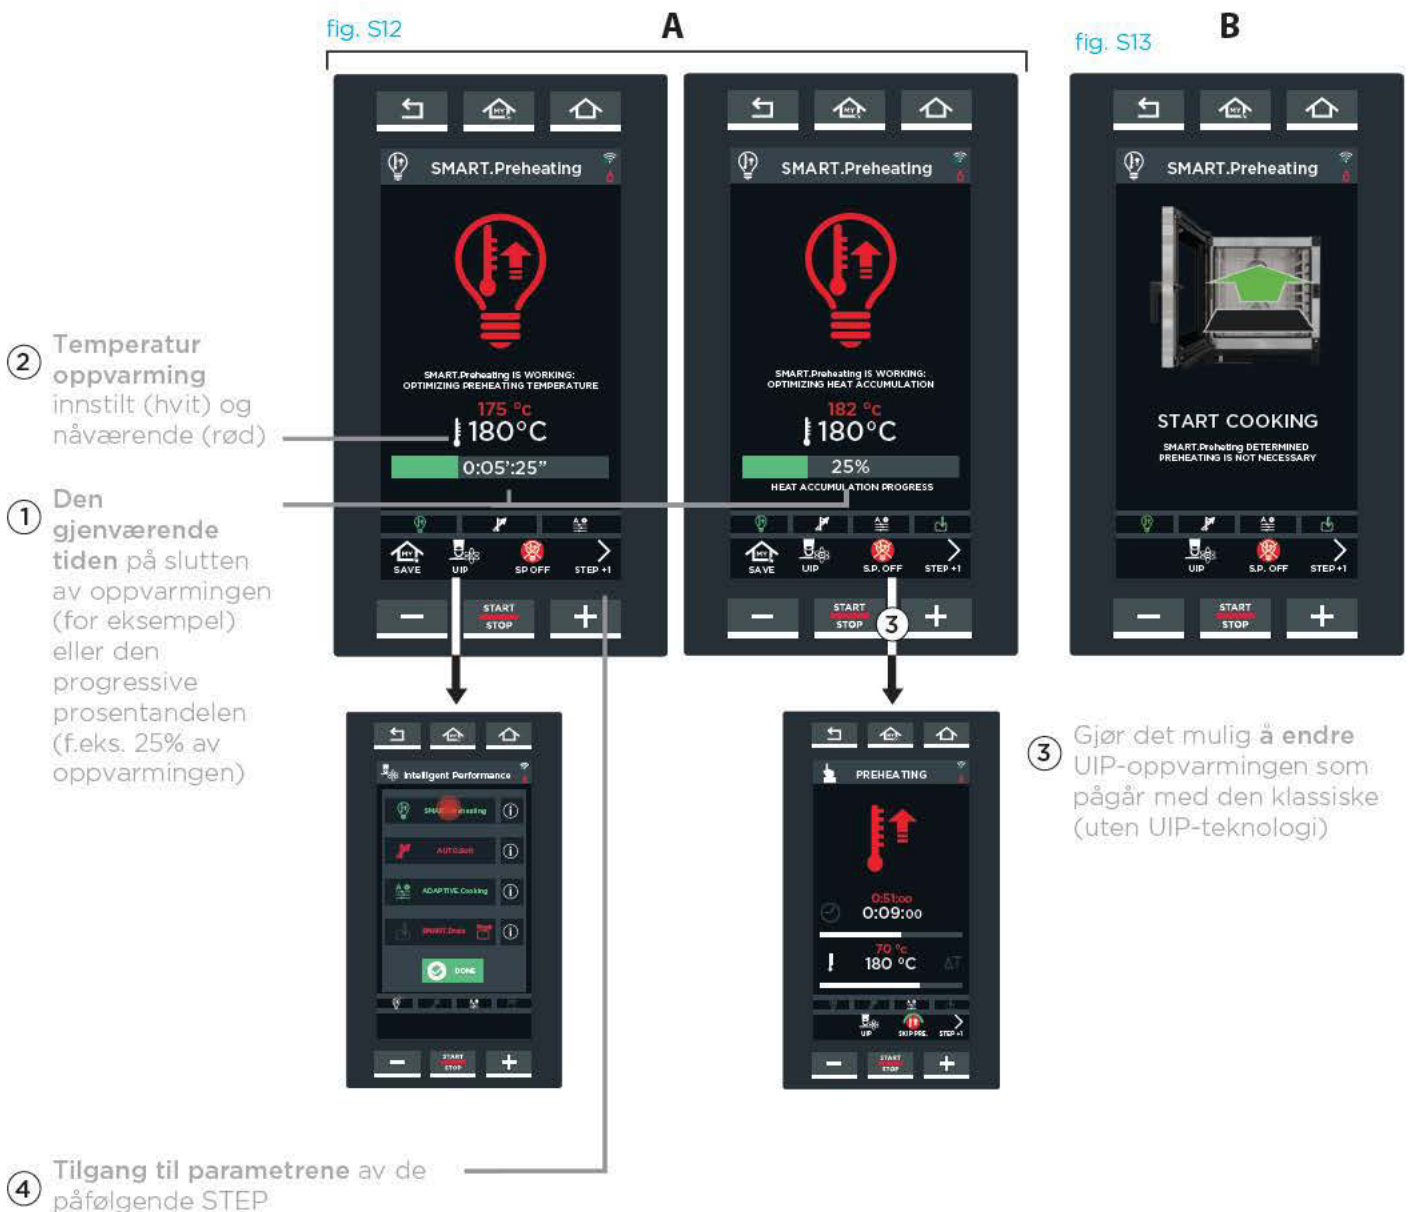 fig. S12
A
fig. S13
B
MY
SMART.Preheating
SMART.Preheating IS WORKING:
OPTIMIZING PREHEATING TEMPERATURE
175 °c
180°C
0:05’:25”
MY
SAVE
UIP
SP OFF
STEP +1
START
STOP
MY
SMART.Preheating
SMART.Preheating IS WORKING:
OPTIMIZING HEAT ACCUMULATION
182 °c
180°C
25%
HEAT ACCUMULATION PROGRESS
MY
SAVE
UIP
S.P. OFF
STEP +1
START
STOP
3
MY
SMART.Preheating
START COOKING
SMART.Preheting DETERMINED
PREHEATING IS NOT NECESSARY
UIP
S.P. OFF
STEP +1
START
STOP
2
Temperatur
oppvarming
innstilt (hvit) og
nåværende (rød)
1
Den
gjenværende
tiden på slutten
av oppvarmingen
(for eksempel)
eller den
progressive
prosentandelen
(f.eks. 25% av
oppvarmingen)
Intelligent Performance
ADAPTIVE.Cooking
DONE
START
STOP
PREHEATING
0:51:00
0:09:00
70 °c
180 °C
ΔT
UIP
SKIP PRE.
STEP +1
START
STOP
3
Gjør det mulig å endre
UIP-oppvarmingen som
pågår med den klassiske
(uten UIP-teknologi)
4
Tilgang til parametrene av de
påfølgende STEP